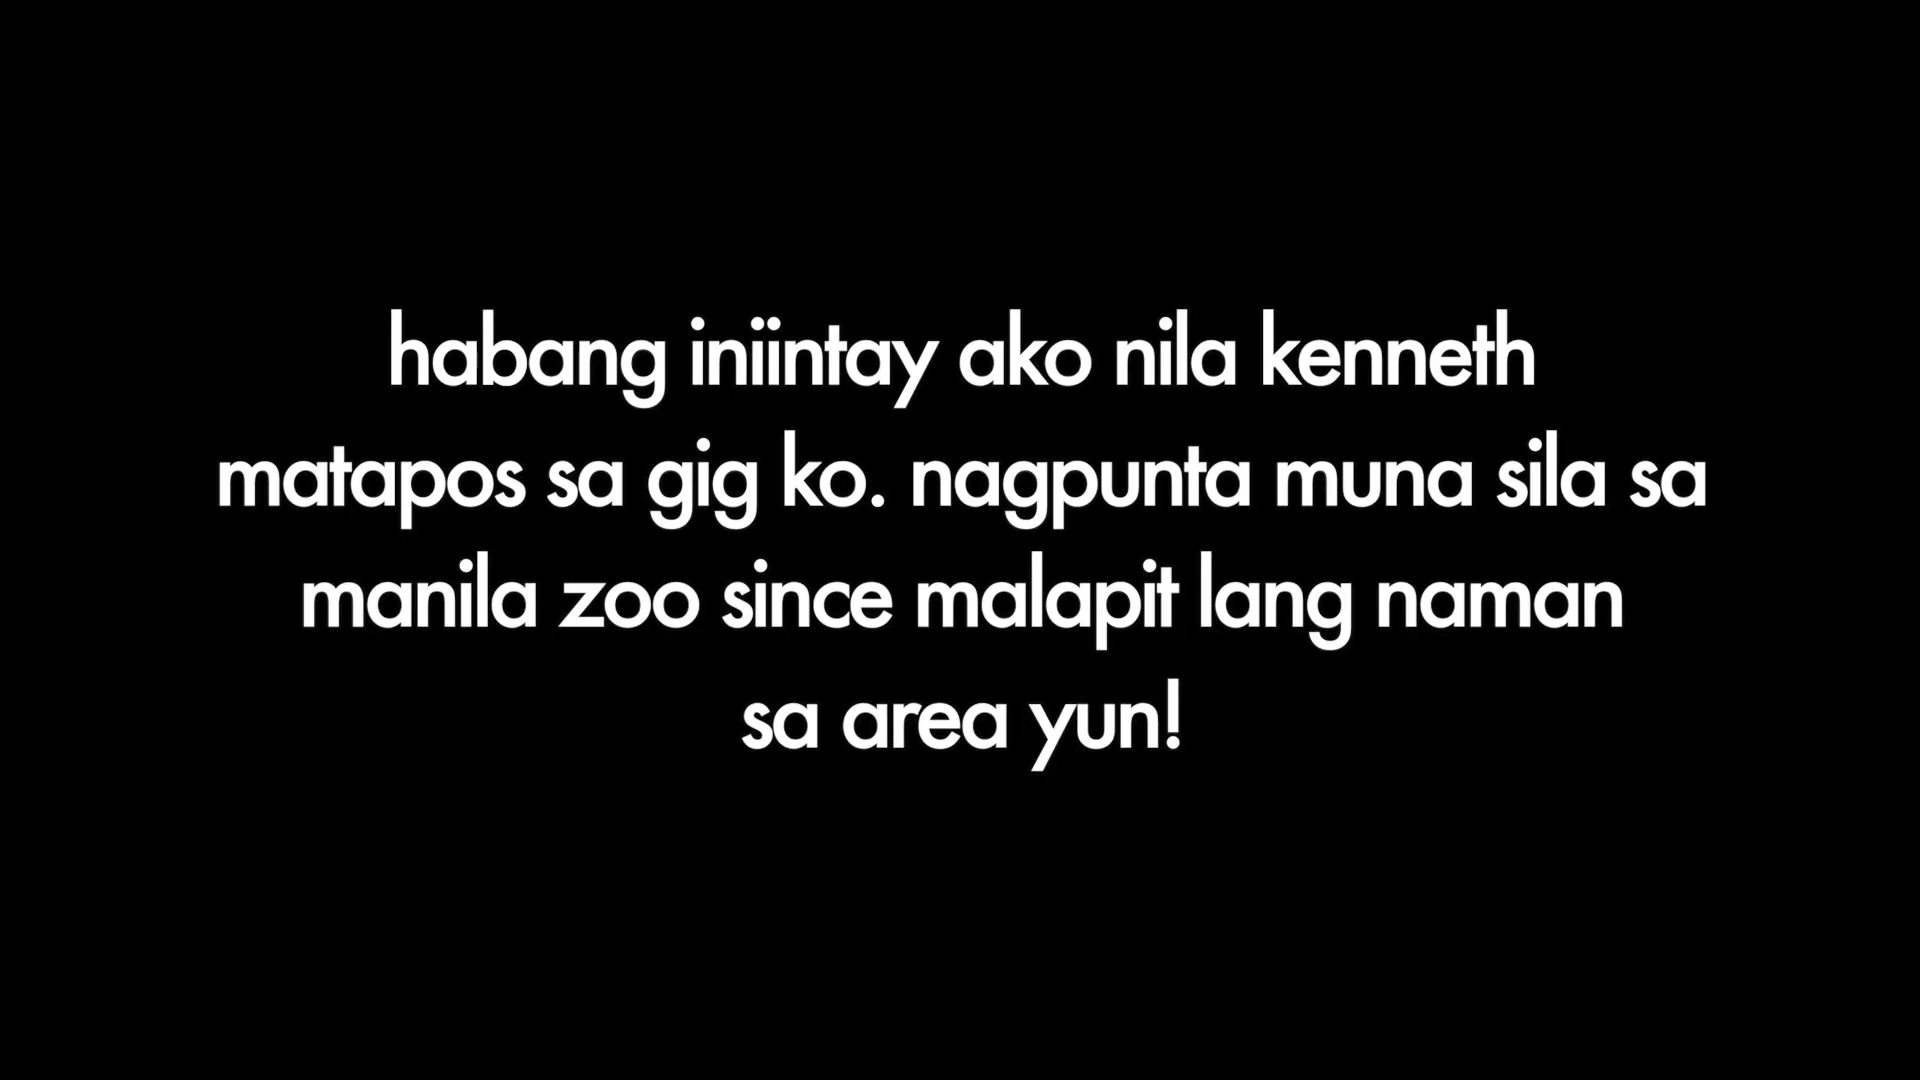 habang iniintay ako nila kenneth
matapos sa gig ko. nagpunta muna sila sa
manila zoo since malapit lang naman
sa area yun!